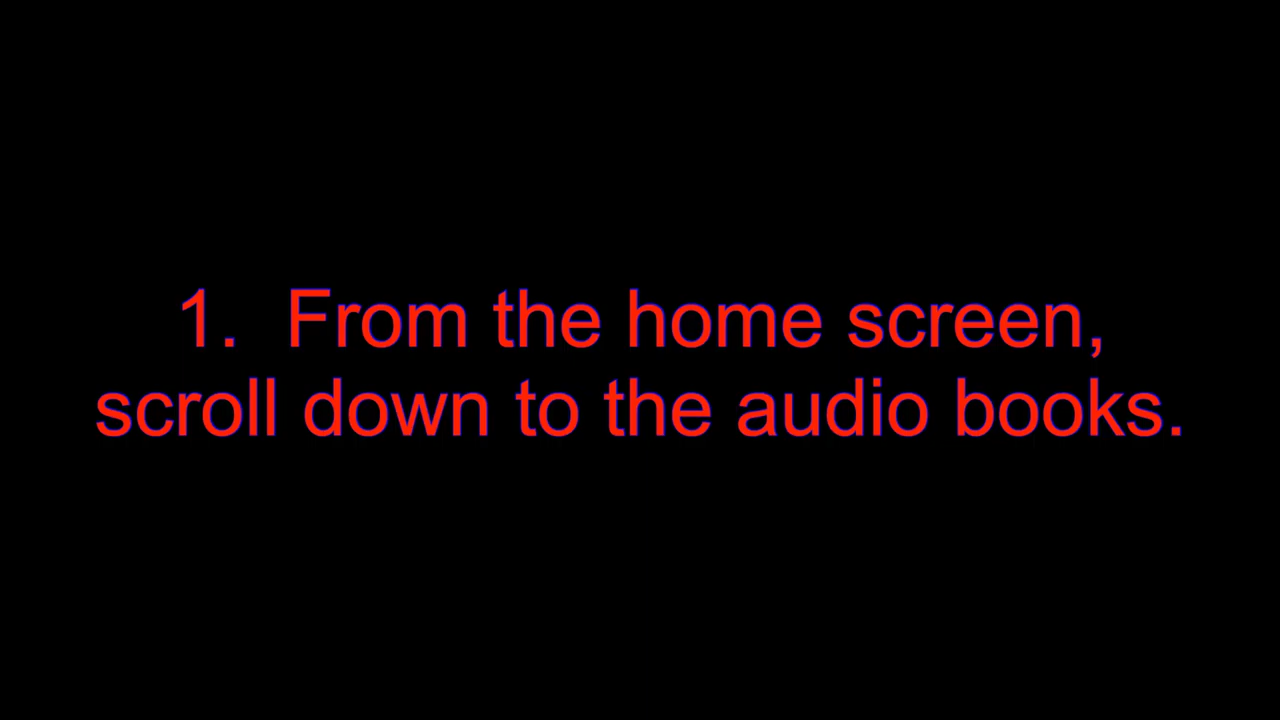 1.  From the home screen,
scroll down to the audio books.